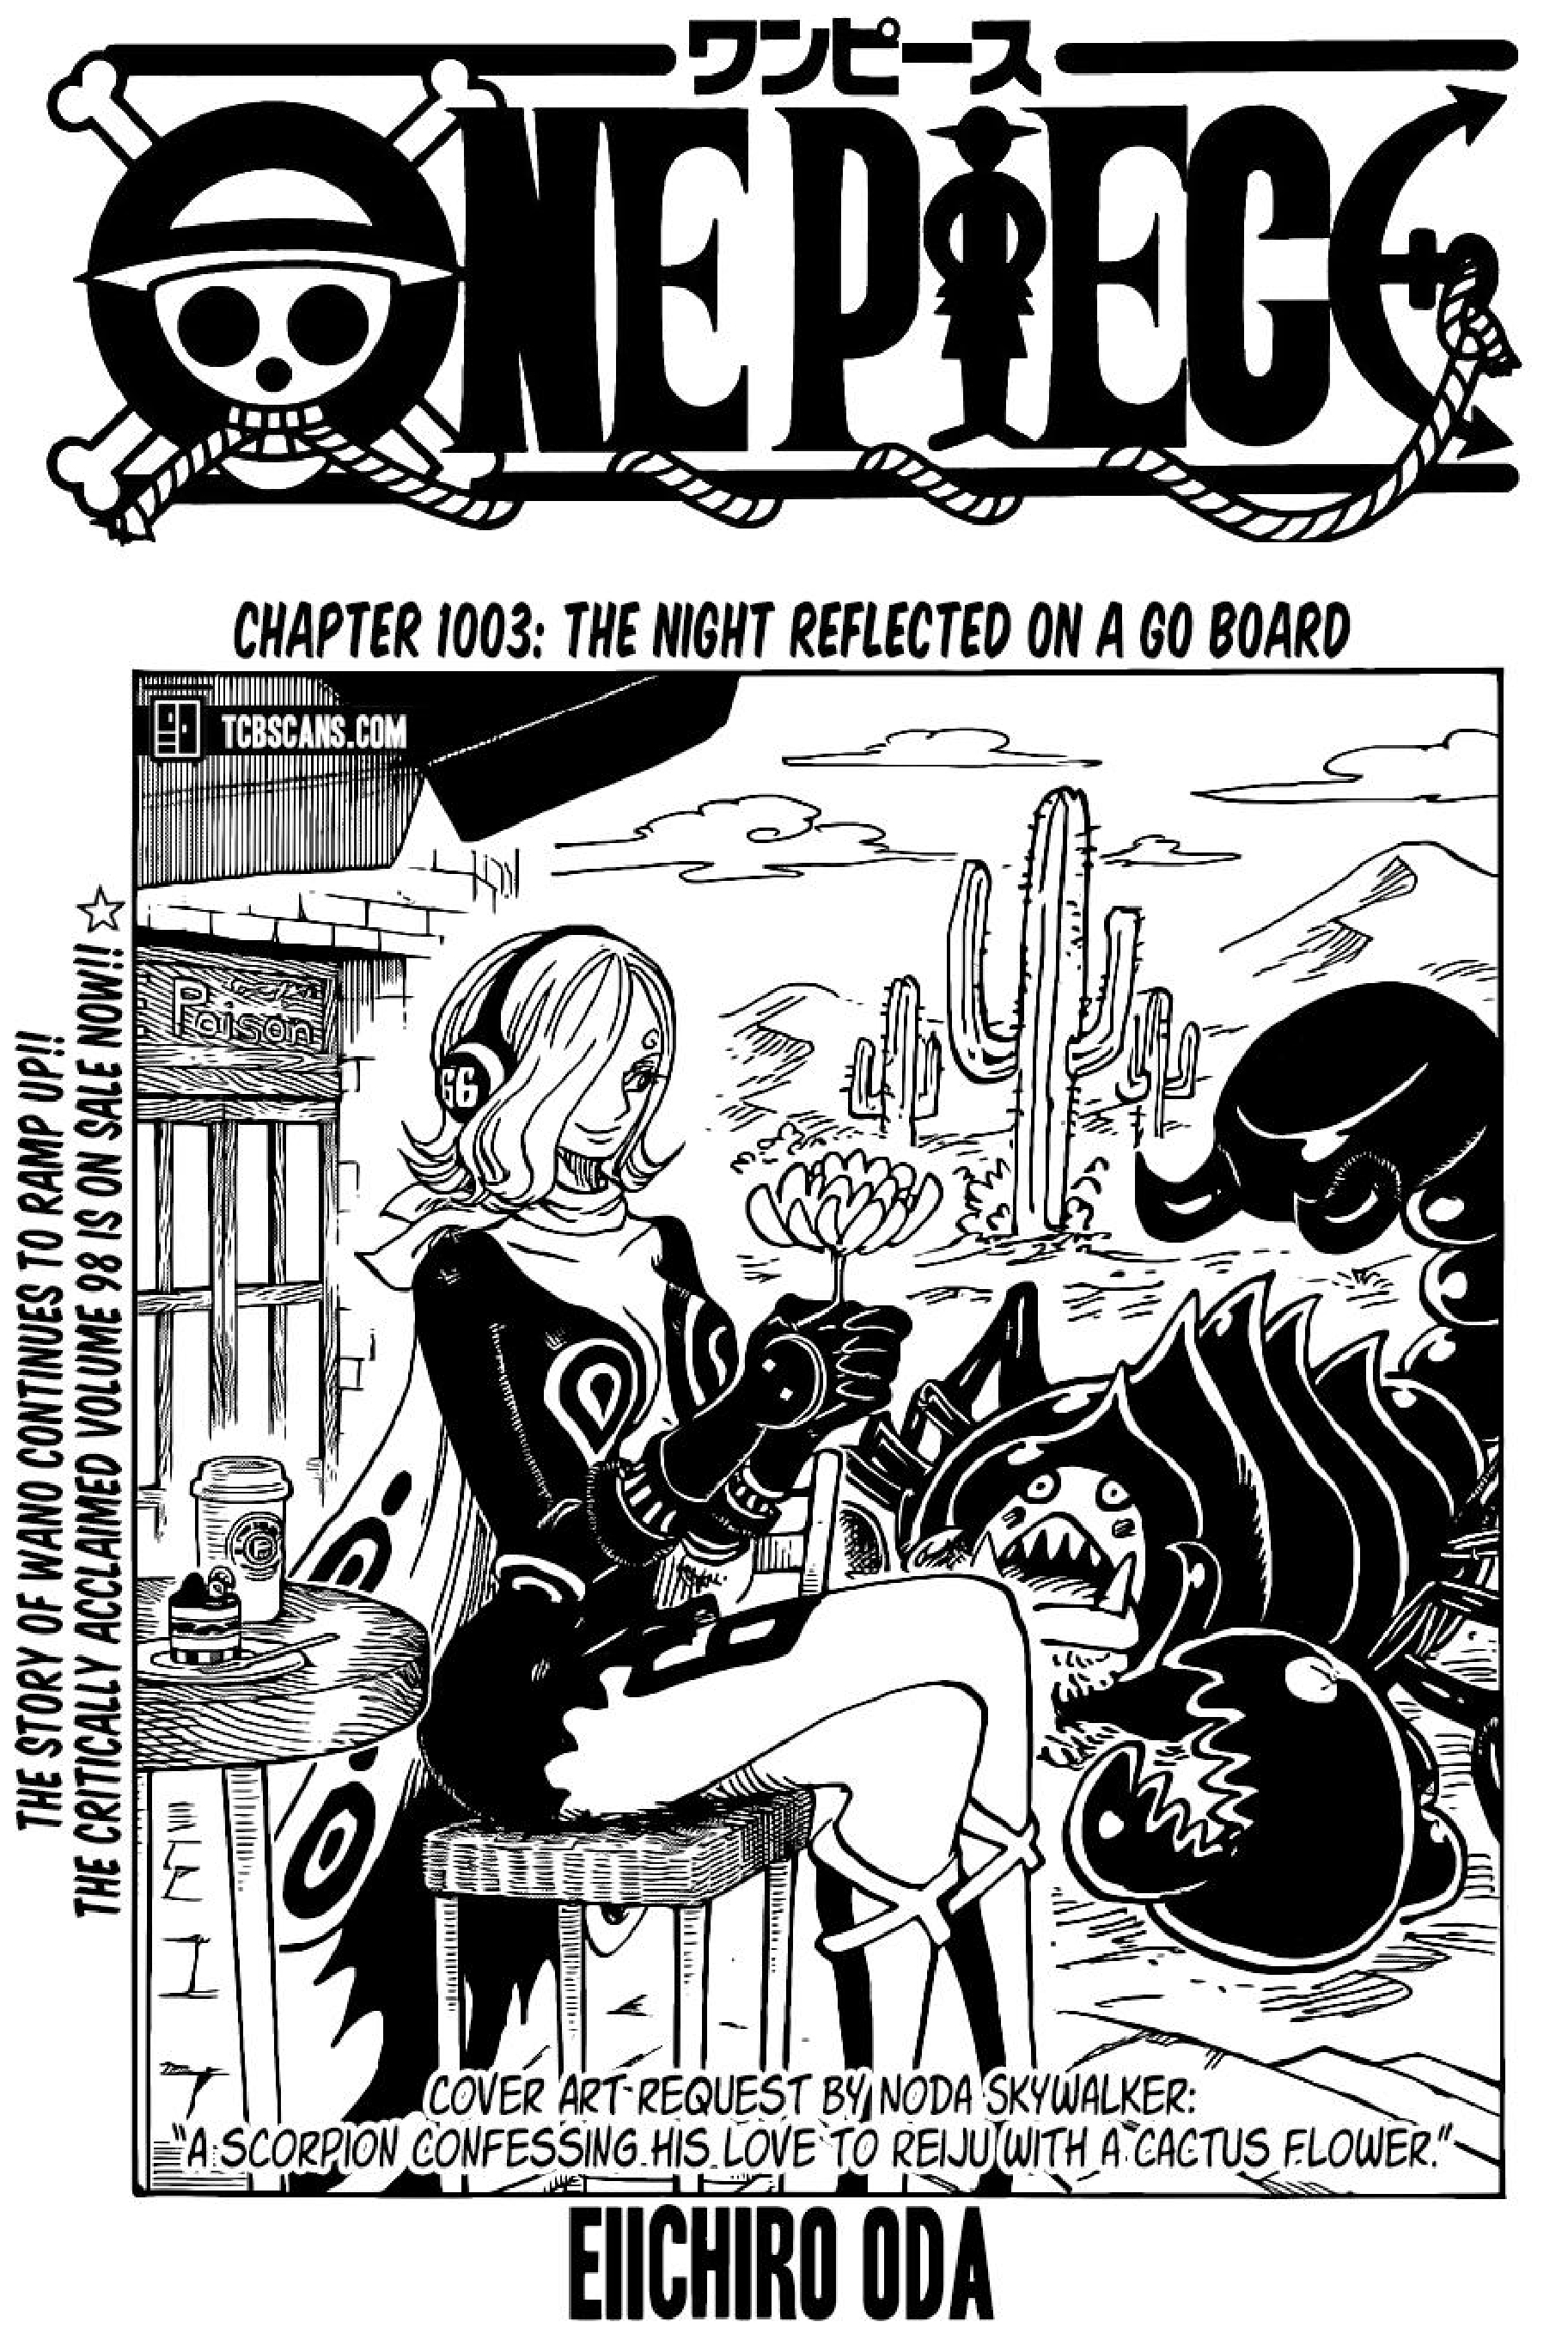 ワンピース
ONE PIECE
CHAPTER 1003: THE NIGHT REFLECTED ON A GO BOARD
TCBSCANS.COM
THE STORY OF WANO CONTINUES TO RAMP UP!!
THE CRITICALLY ACCLAIMED VOLUME 98 IS ON SALE NOW!! ☆
Poison
66
F
COVER ART REQUEST BY NODA SKYWALKER:
"A SCORPION CONFESSING HIS LOVE TO REIJU WITH A CACTUS FLOWER."
EIICHIRO ODA